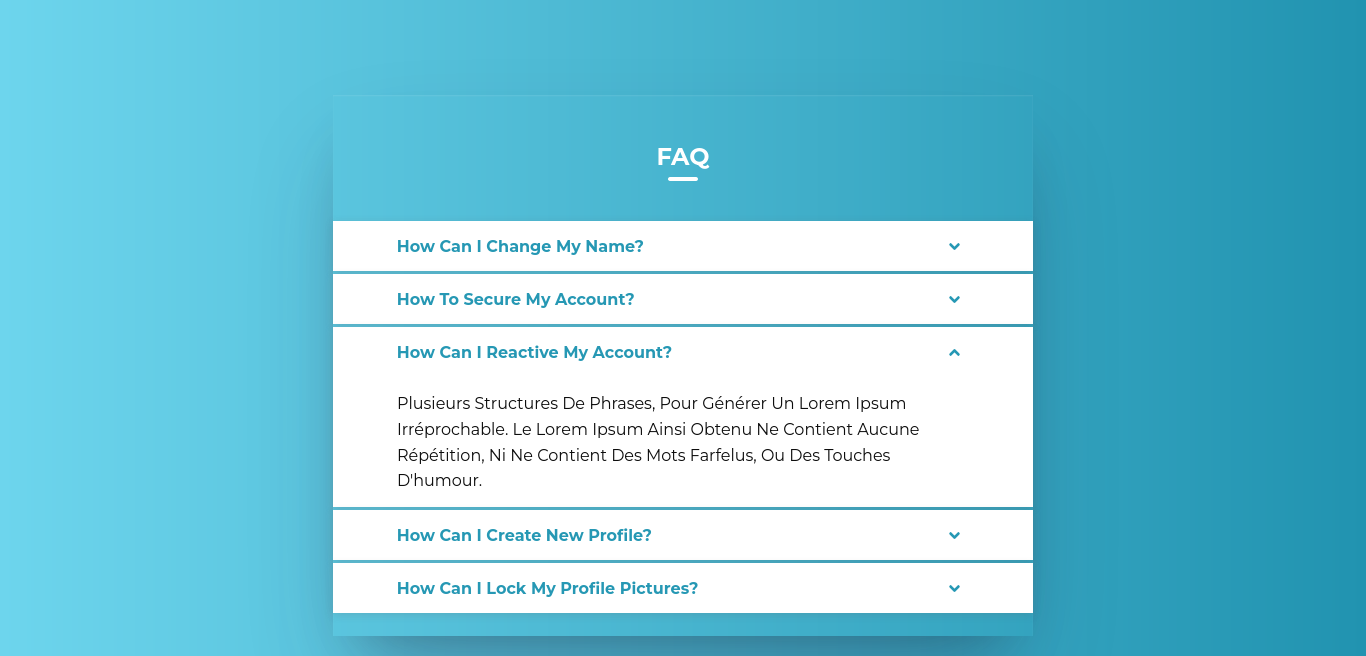 FAQ
How Can I Change My Name?
How To Secure My Account?
How Can I Reactive My Account?
Plusieurs Structures De Phrases, Pour Générer Un Lorem Ipsum
Irréprochable. Le Lorem Ipsum Ainsi Obtenu Ne Contient Aucune
Répétition, Ni Ne Contient Des Mots Farfelus, Ou Des Touches
D'humour.
How Can I Create New Profile?
How Can I Lock My Profile Pictures?